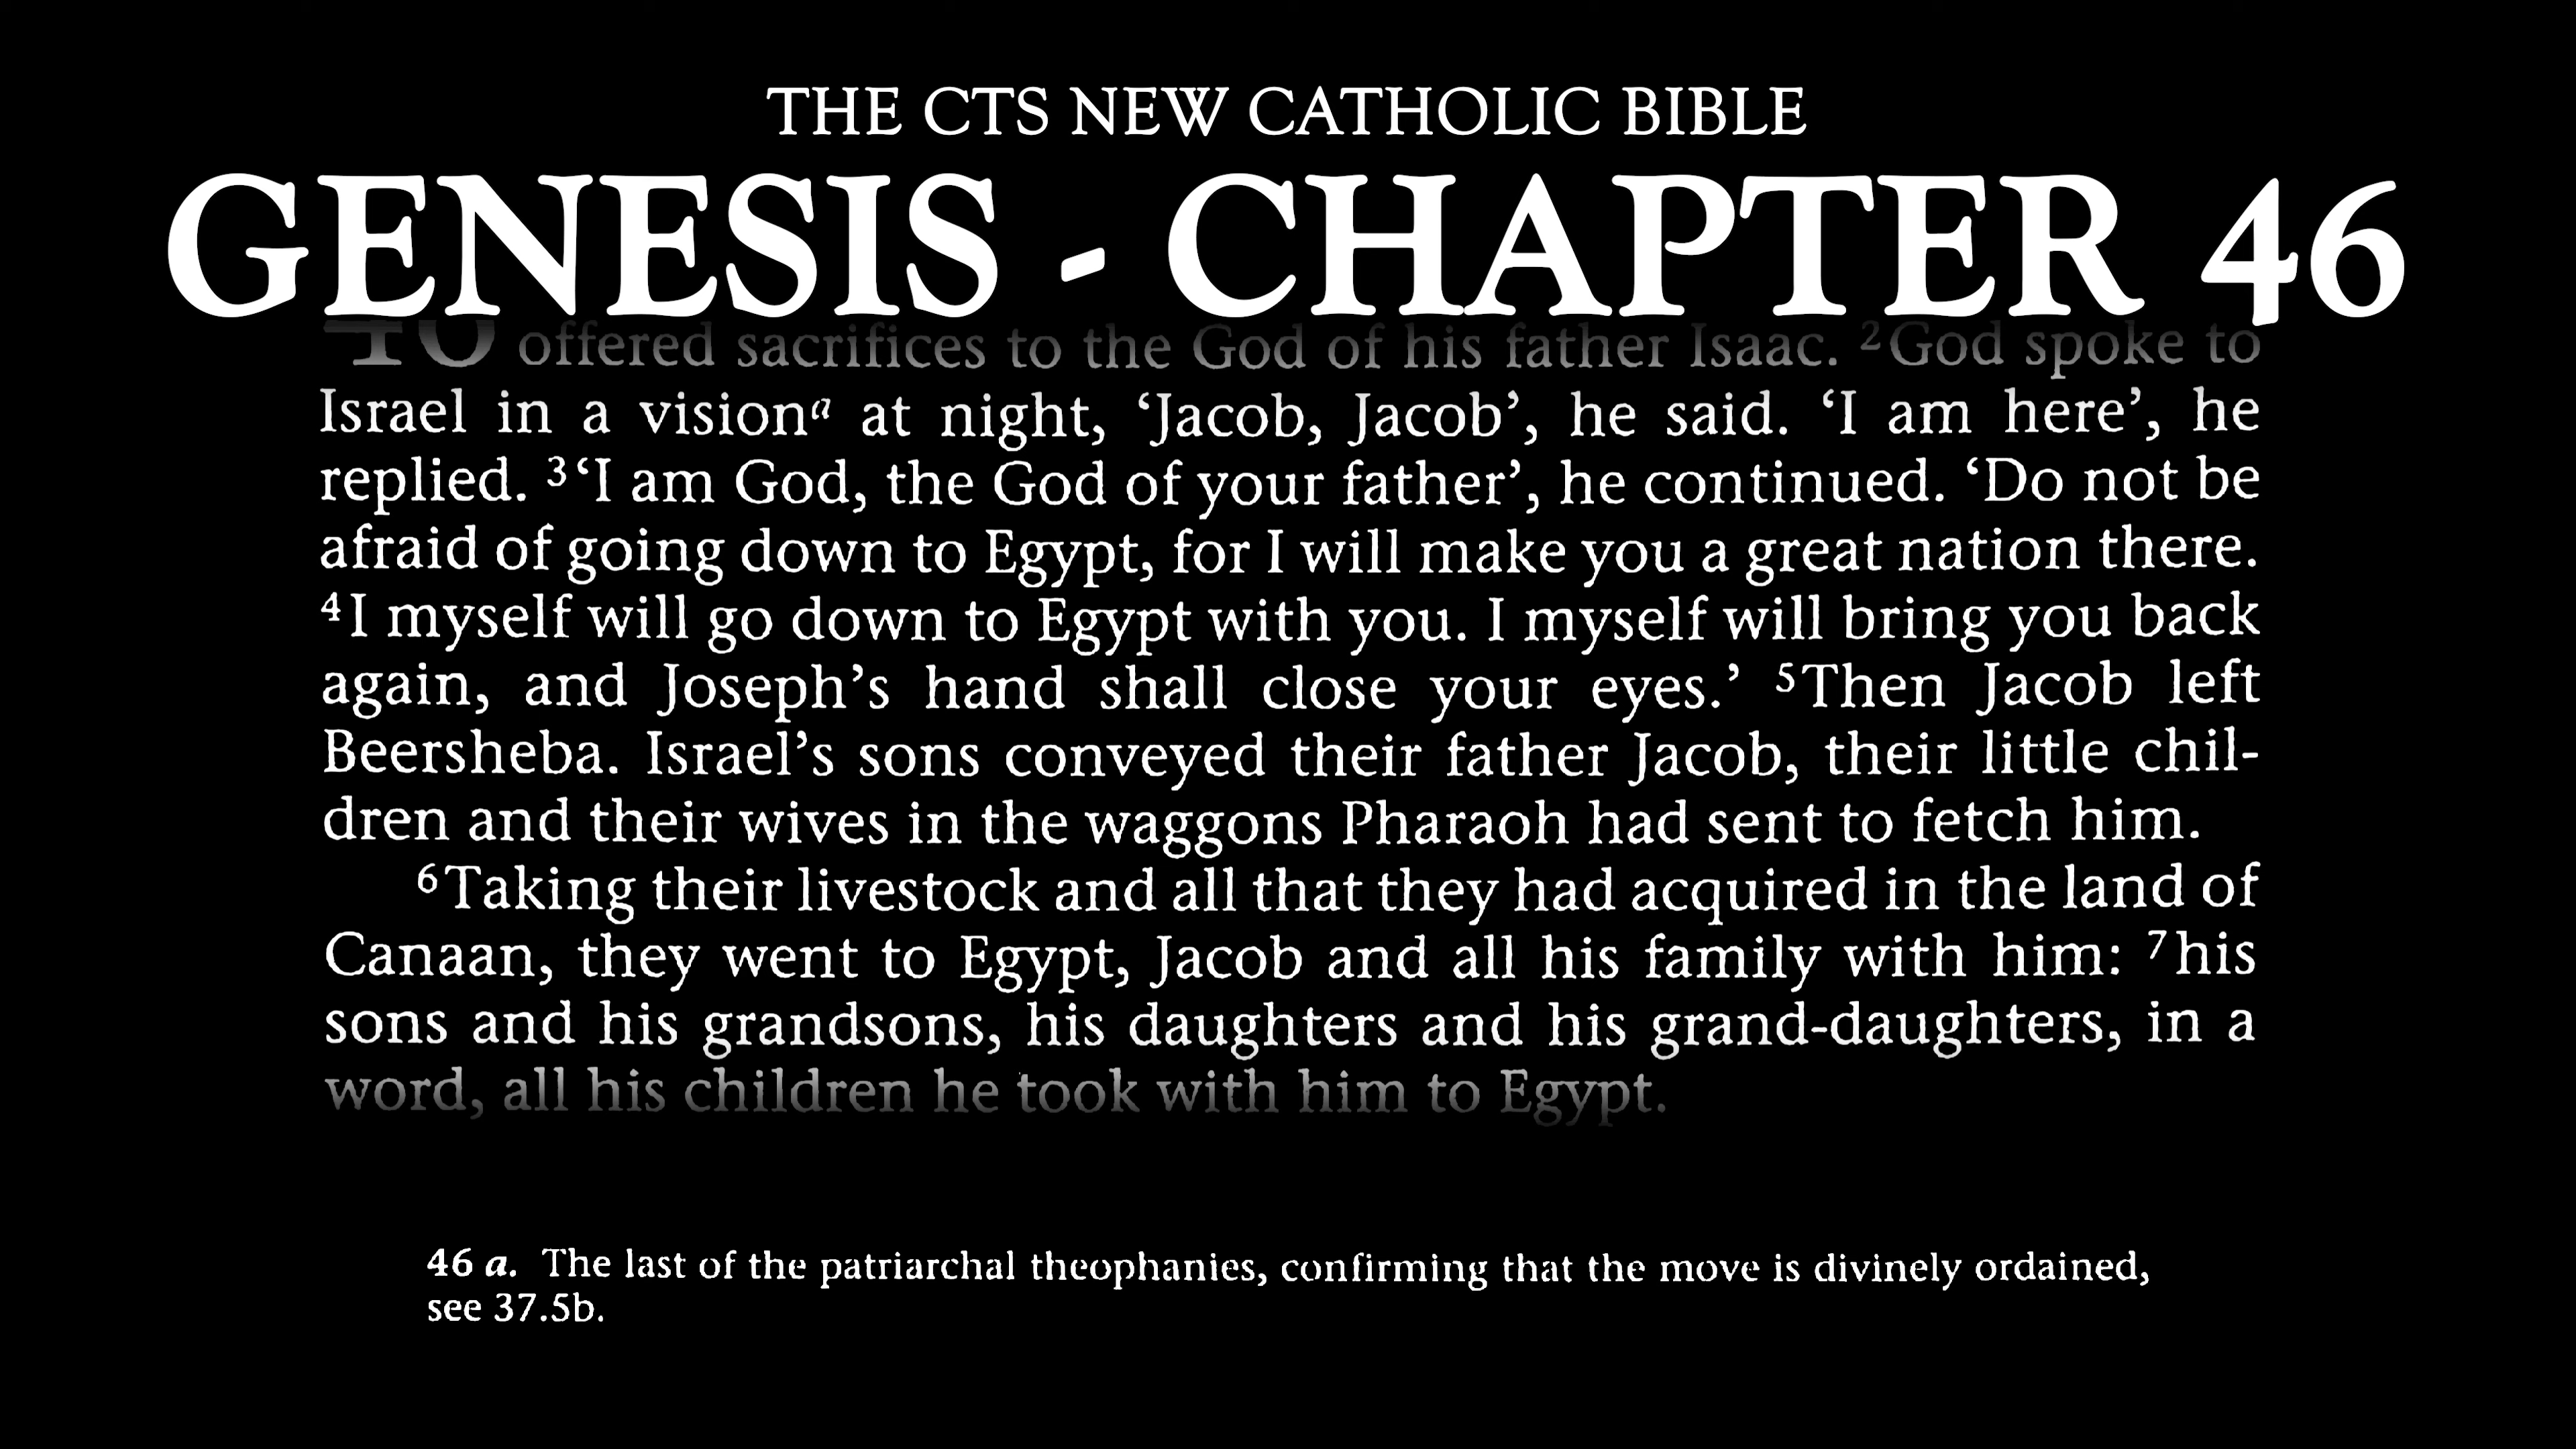 THE CTS NEW CATHOLIC BIBLE
GENESIS - CHAPTER 46
46 offered sacrifices to the God of his father Isaac. ²God spoke to
Israel in a visionᵃ at night, ‘Jacob, Jacob’, he said. ‘I am here’, he
replied. ³‘I am God, the God of your father’, he continued. ‘Do not be
afraid of going down to Egypt, for I will make you a great nation there.
⁴I myself will go down to Egypt with you. I myself will bring you back
again, and Joseph’s hand shall close your eyes.’ ⁵Then Jacob left
Beersheba. Israel’s sons conveyed their father Jacob, their little chil-
dren and their wives in the waggons Pharaoh had sent to fetch him.
⁶Taking their livestock and all that they had acquired in the land of
Canaan, they went to Egypt, Jacob and all his family with him: ⁷his
sons and his grandsons, his daughters and his grand-daughters, in a
word, all his children he took with him to Egypt.
46 a. The last of the patriarchal theophanies, confirming that the move is divinely ordained,
see 37.5b.